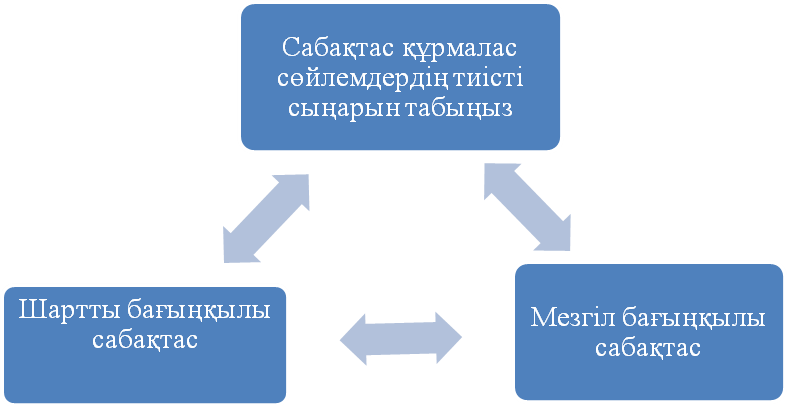 Сабақтас құрмалас
сөйлемдердің тиісті
сыңарын табыңыз
Шартты бағыңқылы
сабақтас
Мезгіл бағыңқылы
сабақтас